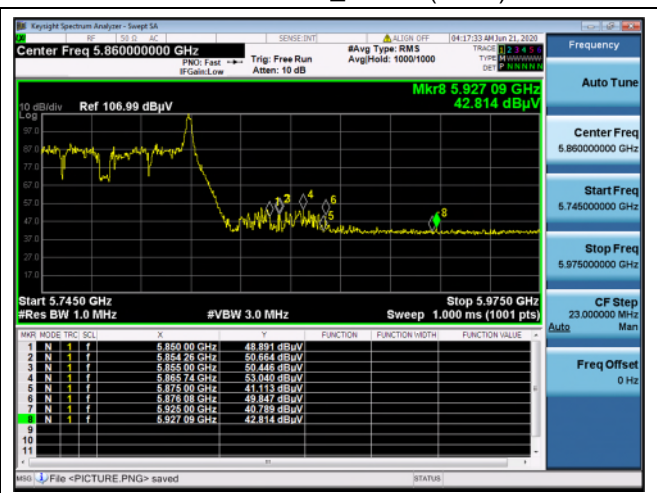 Keysight Spectrum Analyzer - Swept SA
RF 50 Ω AC SENSE:INT ALIGN OFF 04:17:33 AM Jun 21, 2020
Center Freq 5.860000000 GHz
PNO: Fast Trig: Free Run #Avg Type: RMS TRACE 1 2 3 4 5 6
IFGain:Low Atten: 10 dB Avg|Hold: 1000/1000 TYPE M WWWWW
DET P N N N N N
Mkr8 5.927 09 GHz
42.814 dBµV
10 dB/div Ref 106.99 dBµV
Log
97.0
87.0
77.0
67.0
57.0
47.0
37.0
27.0
17.0
2 3 4 6
5
8
Start 5.7450 GHz Stop 5.9750 GHz
#Res BW 1.0 MHz #VBW 3.0 MHz Sweep 1.000 ms (1001 pts)
MKR MODE TRC SCL X Y FUNCTION FUNCTION WIDTH FUNCTION VALUE
1 N 1 f 5.850 00 GHz 48.891 dBµV
2 N 1 f 5.854 26 GHz 50.664 dBµV
3 N 1 f 5.855 00 GHz 50.446 dBµV
4 N 1 f 5.865 74 GHz 53.040 dBµV
5 N 1 f 5.875 00 GHz 41.113 dBµV
6 N 1 f 5.876 08 GHz 49.847 dBµV
7 N 1 f 5.925 00 GHz 40.789 dBµV
8 N 1 f 5.927 09 GHz 42.814 dBµV
9
10
11
MSG File <PICTURE.PNG> saved STATUS
Frequency
Auto Tune
Center Freq
5.860000000 GHz
Start Freq
5.745000000 GHz
Stop Freq
5.975000000 GHz
CF Step
23.000000 MHz
Auto Man
Freq Offset
0 Hz